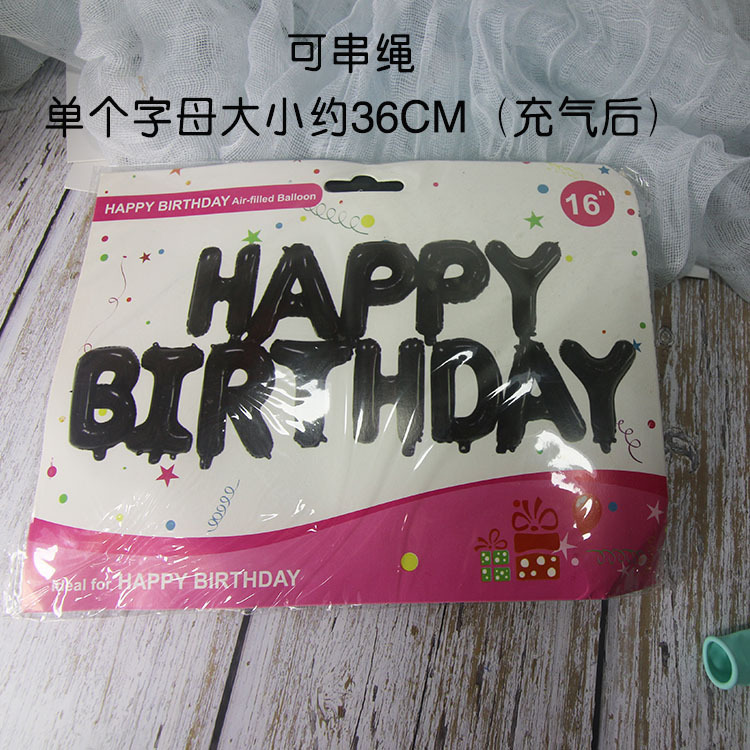 可串绳
单个字母大小约36CM（充气后）
HAPPY BIRTHDAY Air-filled Balloon
16"
HAPPY
BIRTHDAY
Ideal for HAPPY BIRTHDAY